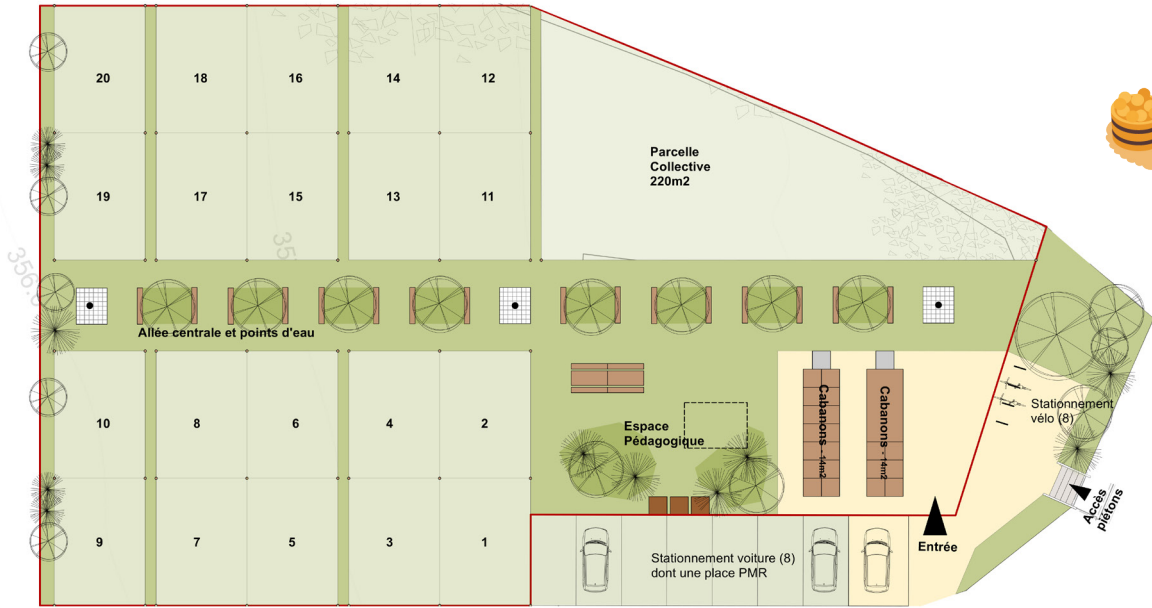 20
18
16
14
12
Parcelle
Collective
220m2
19
17
15
13
11
Allée centrale et points d'eau
10
8
6
4
2
Espace
Pédagogique
Cabanons - 14m2
Cabanons - 14m2
Stationnement
vélo (8)
Accès
piétons
9
7
5
3
1
Stationnement voiture (8)
dont une place PMR
Entrée